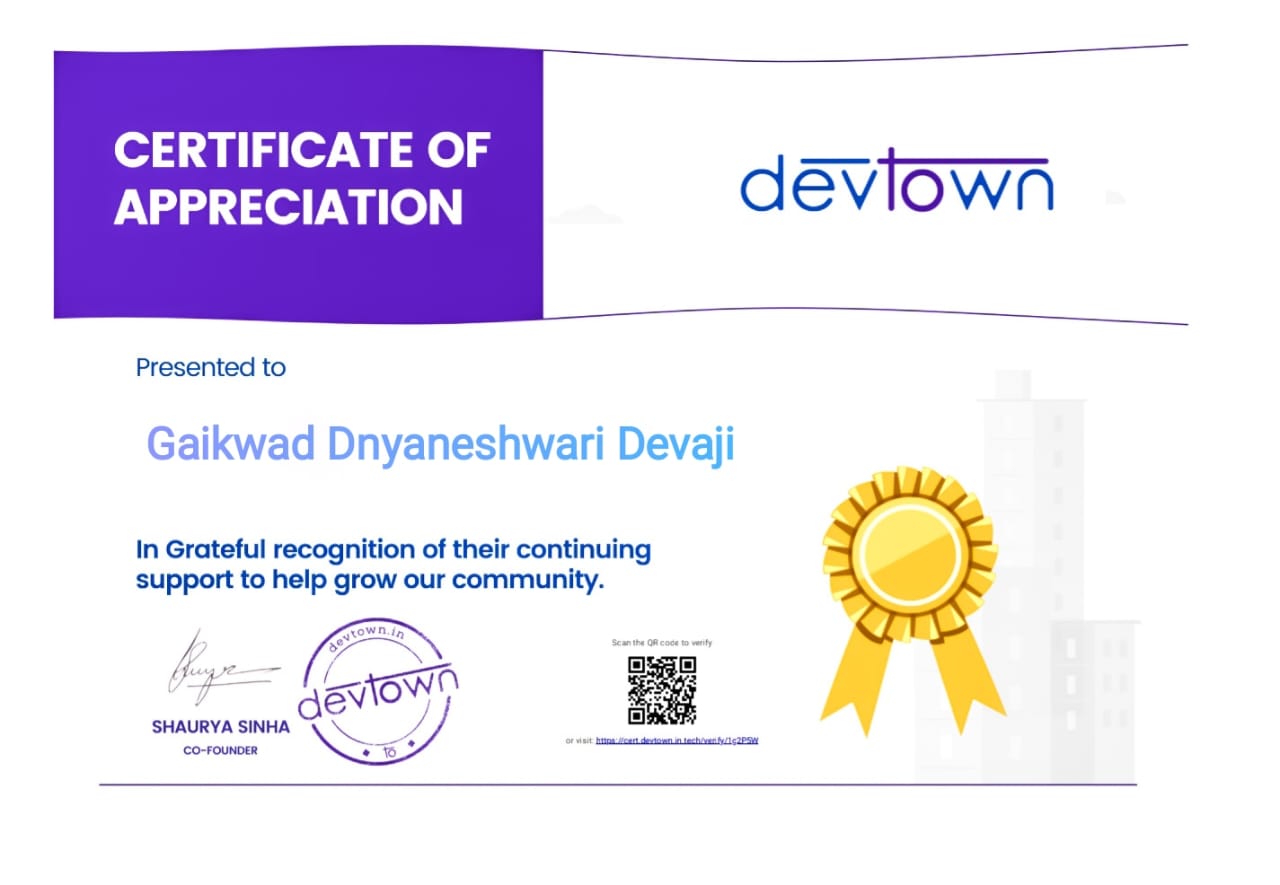 CERTIFICATE OF
APPRECIATION
devtown
Presented to
Gaikwad Dnyaneshwari Devaji
In Grateful recognition of their continuing
support to help grow our community.
devtown.in
devtown
SHAURYA SINHA
CO-FOUNDER
Scan the QR code to verify
or visit: https://cert.devtown.in.tech/verify/1g2P5W